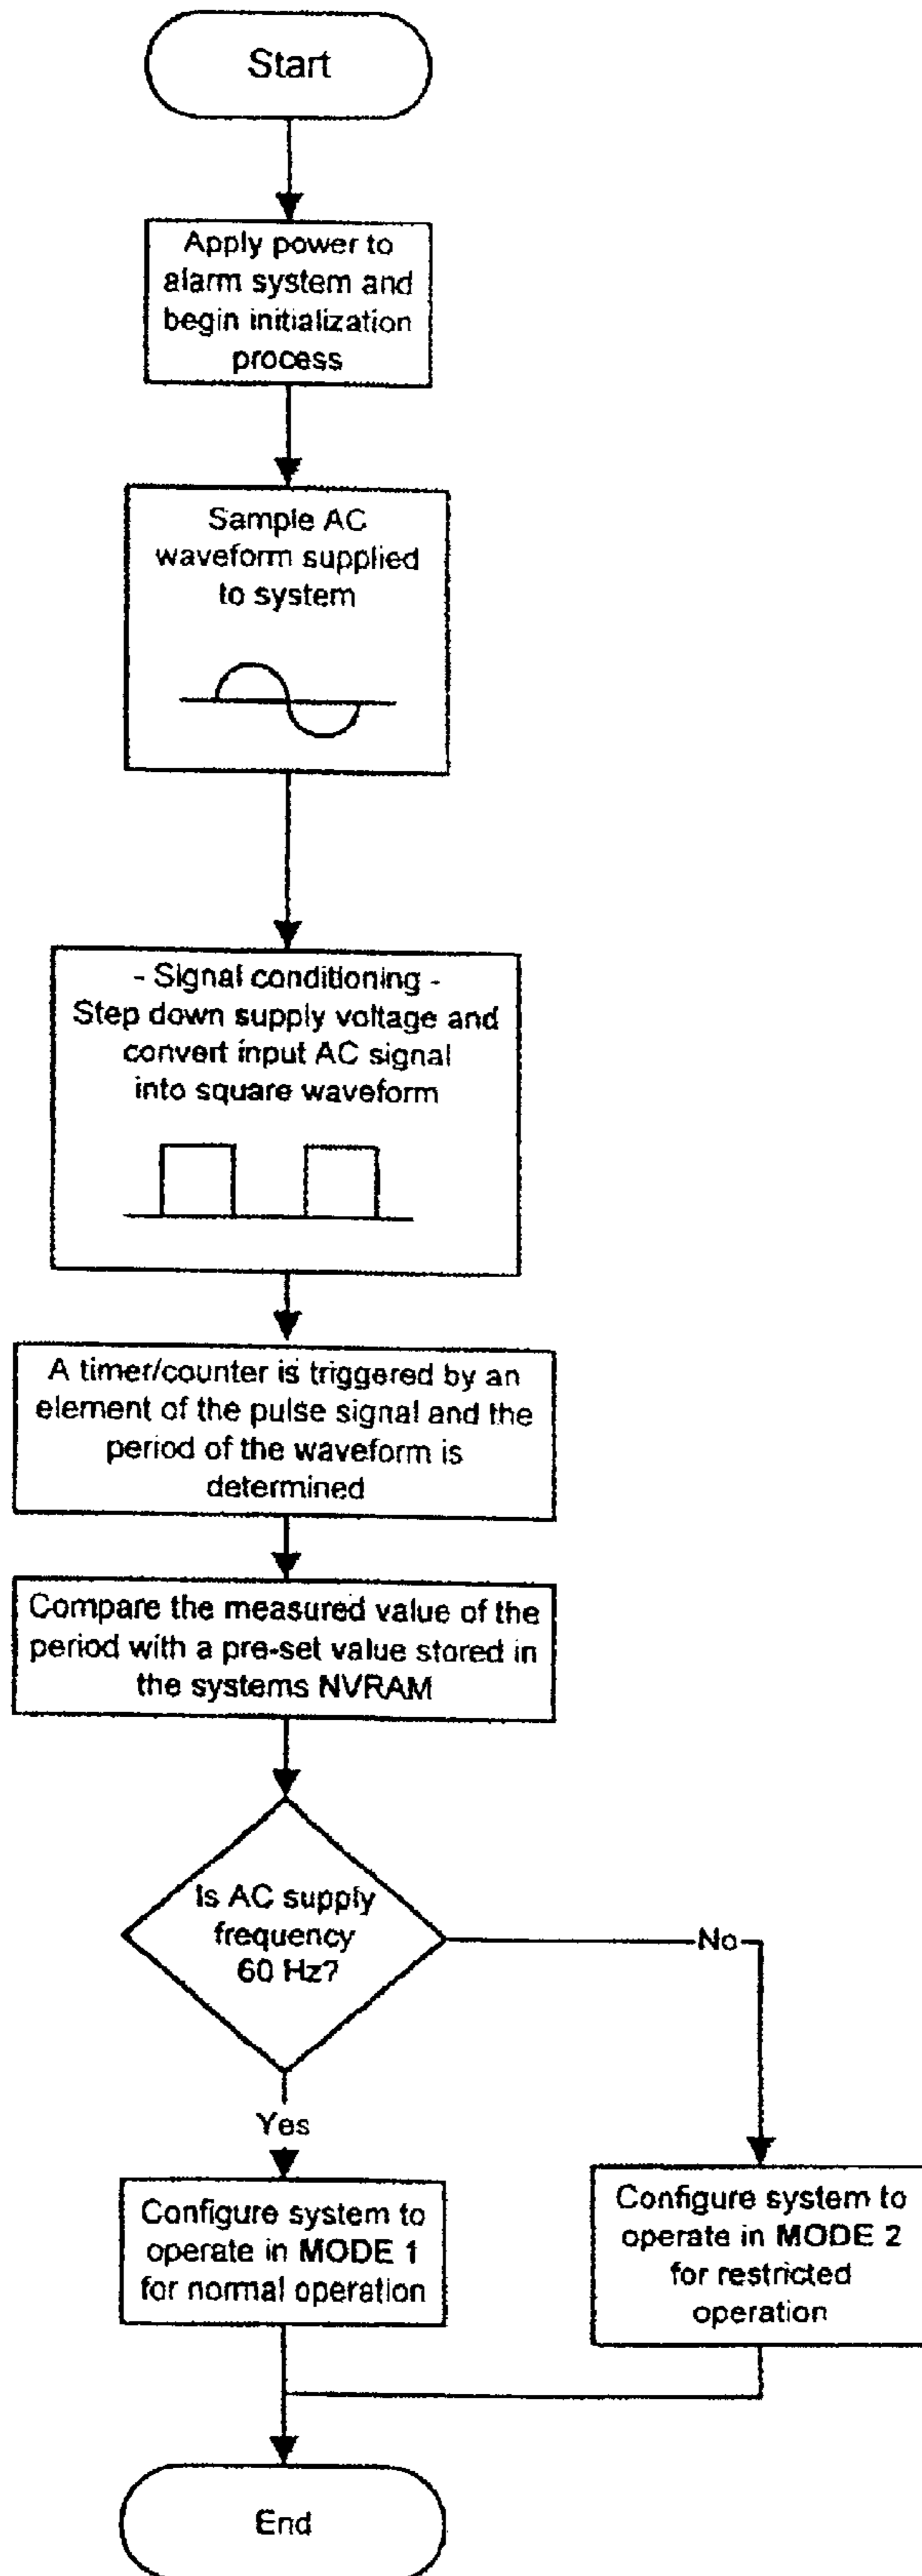 Start
Apply power to
alarm system and
begin initialization
process
Sample AC
waveform supplied
to system
- Signal conditioning -
Step down supply voltage and
convert input AC signal
into square waveform
A timer/counter is triggered by an
element of the pulse signal and the
period of the waveform is
determined
Compare the measured value of the
period with a pre-set value stored in
the systems NVRAM
Is AC supply
frequency
60 Hz?
No
Yes
Configure system to
operate in MODE 1
for normal operation
Configure system to
operate in MODE 2
for restricted
operation
End